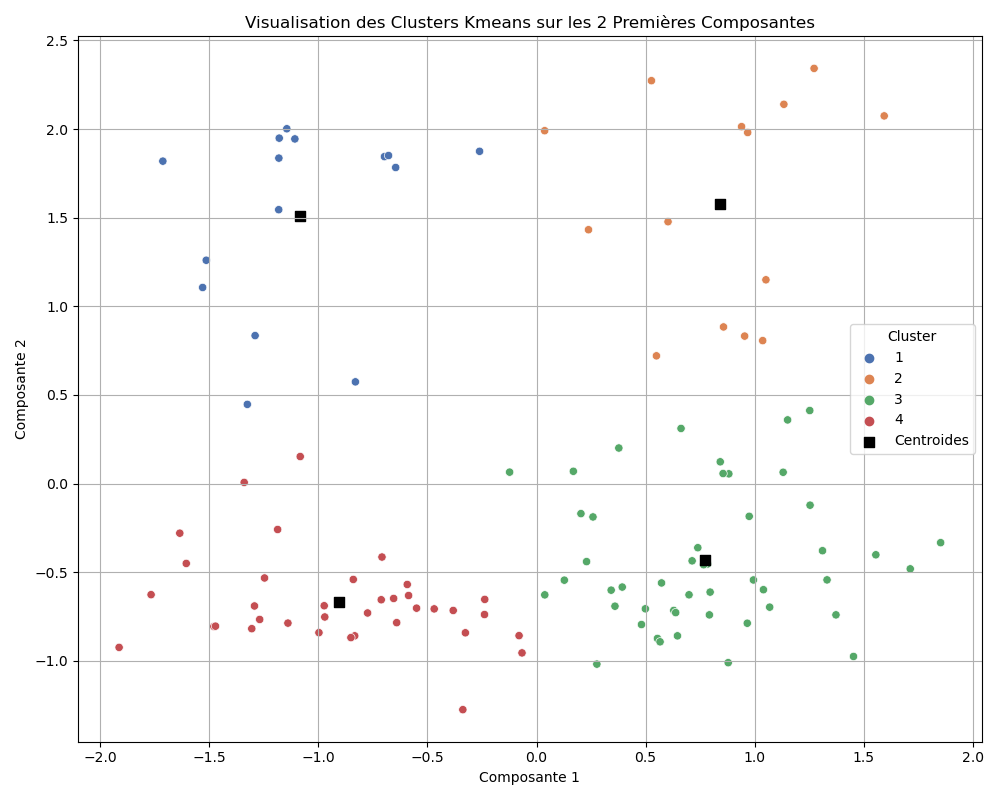 Visualisation des Clusters Kmeans sur les 2 Premières Composantes
2.5
2.0
1.5
1.0
0.5
0.0
−0.5
−1.0
Composante 2
Cluster
1
2
3
4
Centroides
−2.0 −1.5 −1.0 −0.5 0.0 0.5 1.0 1.5 2.0
Composante 1